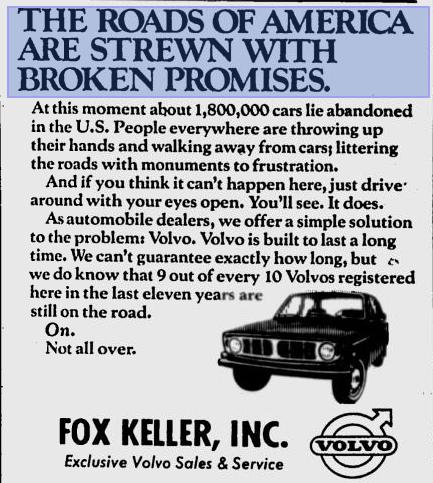 THE ROADS OF AMERICA
ARE STREWN WITH
BROKEN PROMISES.
At this moment about 1,800,000 cars lie abandoned
in the U.S. People everywhere are throwing up
their hands and walking away from cars; littering
the roads with monuments to frustration.
And if you think it can't happen here, just drive
around with your eyes open. You'll see. It does.
As automobile dealers, we offer a simple solution
to the problem: Volvo. Volvo is built to last a long
time. We can't guarantee exactly how long, but
we do know that 9 out of every 10 Volvos registered
here in the last eleven years are
still on the road.
On.
Not all over.
FOX KELLER, INC.
Exclusive Volvo Sales & Service
VOLVO